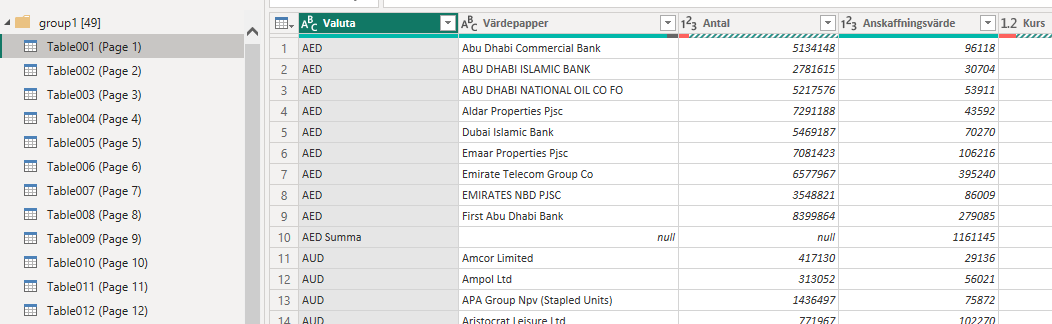 group1 [49]
Table001 (Page 1)
Table002 (Page 2)
Table003 (Page 3)
Table004 (Page 4)
Table005 (Page 5)
Table006 (Page 6)
Table007 (Page 7)
Table008 (Page 8)
Table009 (Page 9)
Table010 (Page 10)
Table011 (Page 11)
Table012 (Page 12)
ABC Valuta ABC Värdepapper 123 Antal 123 Anskaffningsvärde 1.2 Kurs
1 AED Abu Dhabi Commercial Bank 5134148 96118
2 AED ABU DHABI ISLAMIC BANK 2781615 30704
3 AED ABU DHABI NATIONAL OIL CO FO 5217576 53911
4 AED Aldar Properties Pjsc 7291188 43592
5 AED Dubai Islamic Bank 5469187 70270
6 AED Emaar Properties Pjsc 7081423 106216
7 AED Emirate Telecom Group Co 6577967 395240
8 AED EMIRATES NBD PJSC 3548821 86009
9 AED First Abu Dhabi Bank 8399864 279085
10 AED Summa null null 1161145
11 AUD Amcor Limited 417130 29136
12 AUD Ampol Ltd 313052 56021
13 AUD APA Group Npv (Stapled Units) 1436497 75872
14 AUD Aristocrat Leisure Ltd 771967 102270